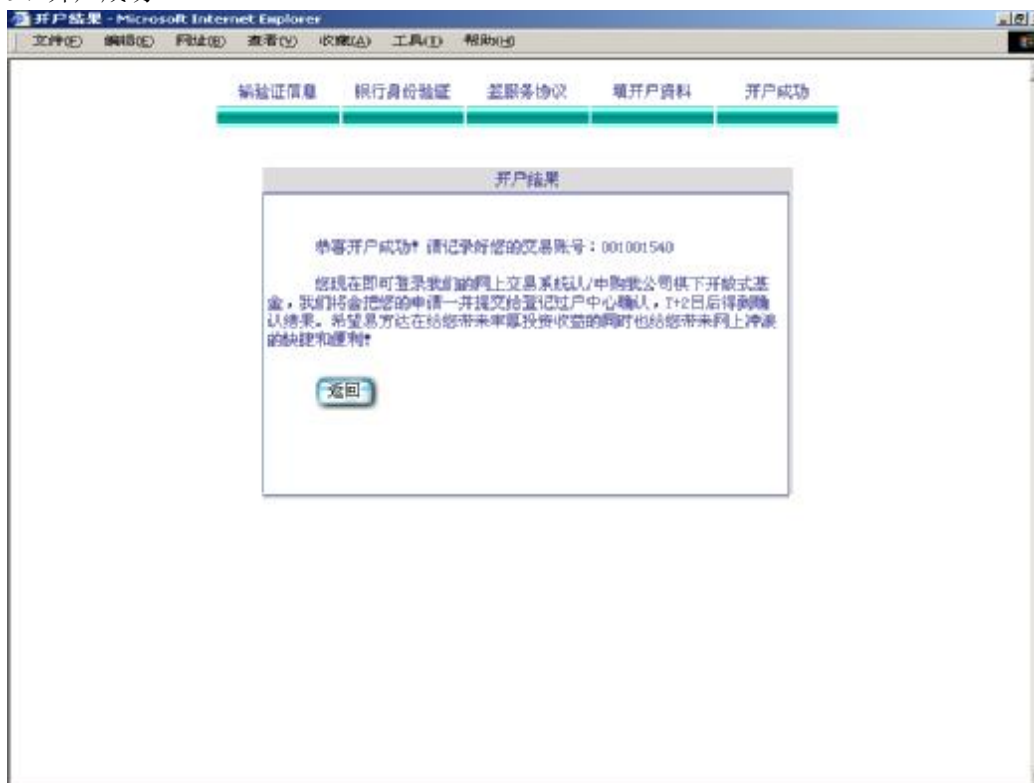 开户结果 - Microsoft Internet Explorer
文件(F) 编辑(E) 网址(B) 查看(V) 收藏(A) 工具(T) 帮助(H)
输验证信息 银行身份验证 签服务协议 填开户资料 开户成功
开户结果
恭喜开户成功! 请记录好您的交易账号:001001540
您现在即可登录我们的网上交易系统认/申购我公司旗下开放式基
金,我们将会把您的申请一并提交给登记过户中心确认,T+2日后得到确
认结果。希望易方达在给您带来丰厚投资收益的同时也给您带来网上冲浪
的快捷和便利!
返回